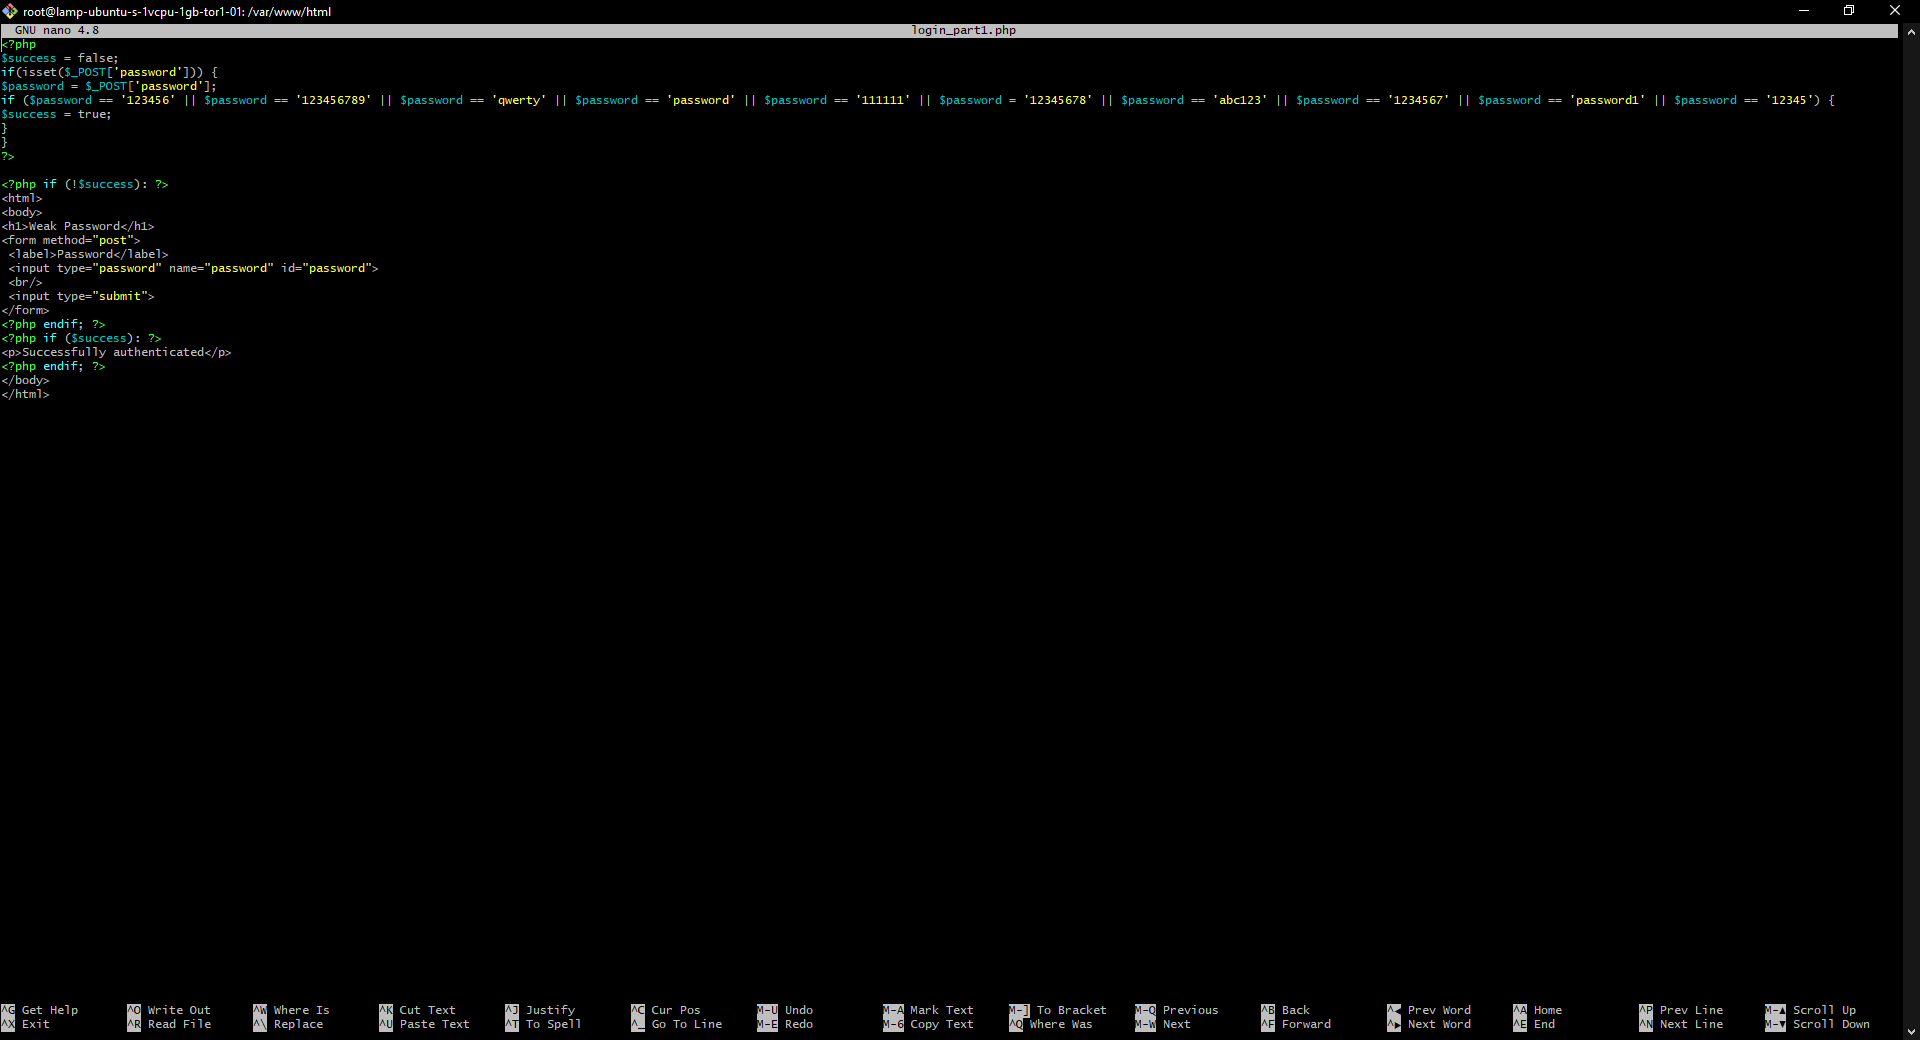 root@lamp-ubuntu-s-1vcpu-1gb-tor1-01: /var/www/html
GNU nano 4.8 login_part1.php
<?php
$success = false;
if(isset($_POST['password'])) {
$password = $_POST['password'];
if ($password == '123456' || $password == '123456789' || $password == 'qwerty' || $password == 'password' || $password == '111111' || $password = '12345678' || $password == 'abc123' || $password == '1234567' || $password == 'password1' || $password == '12345') {
$success = true;
}
}
?>

<?php if (!$success): ?>
<html>
<body>
<h1>Weak Password</h1>
<form method="post">
 <label>Password</label>
 <input type="password" name="password" id="password">
 <br/>
 <input type="submit">
</form>
<?php endif; ?>
<?php if ($success): ?>
<p>Successfully authenticated</p>
<?php endif; ?>
</body>
</html>
^G Get Help ^O Write Out ^W Where Is ^K Cut Text ^J Justify ^C Cur Pos M-U Undo M-A Mark Text M-] To Bracket M-Q Previous ^B Back ^◀ Prev Word ^A Home ^P Prev Line M-▲ Scroll Up
^X Exit ^R Read File ^\ Replace ^U Paste Text ^T To Spell ^_ Go To Line M-E Redo M-6 Copy Text ^Q Where Was M-W Next ^F Forward ^▶ Next Word ^E End ^N Next Line M-▼ Scroll Down